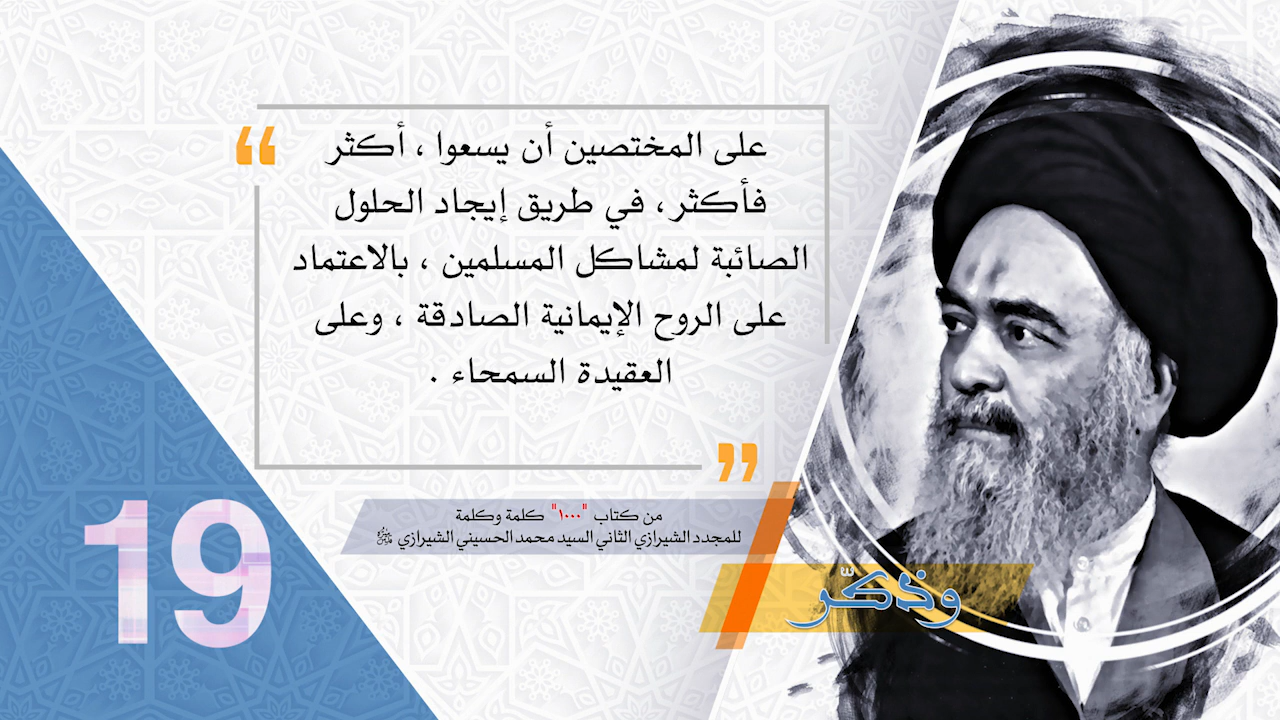 على المختصين أن يسعوا ، أكثر
فأكثر ، في طريق إيجاد الحلول
الصائبة لمشاكل المسلمين ، بالاعتماد
على الروح الإيمانية الصادقة ، وعلى
العقيدة السمحاء .
من كتاب "١٠٠٠" كلمة وكلمة
للمجدد الشيرازي الثاني السيد محمد الحسيني الشيرازي
وذكّر
19